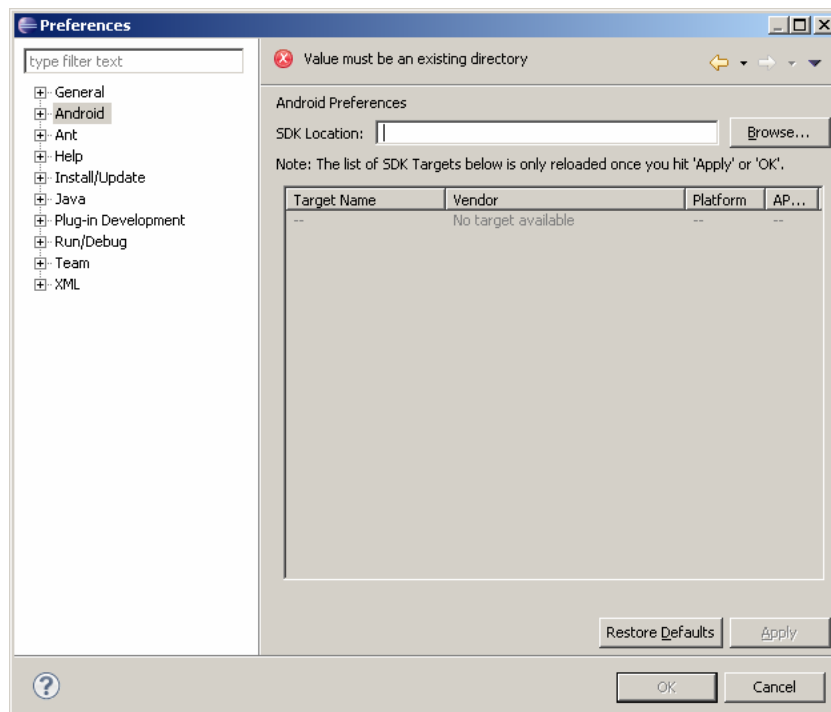 Preferences
type filter text
General
Android
Ant
Help
Install/Update
Java
Plug-in Development
Run/Debug
Team
XML
Value must be an existing directory
Android Preferences
SDK Location:
Browse...
Note: The list of SDK Targets below is only reloaded once you hit 'Apply' or 'OK'.
Target Name Vendor Platform AP...
-- No target available -- --
Restore Defaults Apply
? OK Cancel